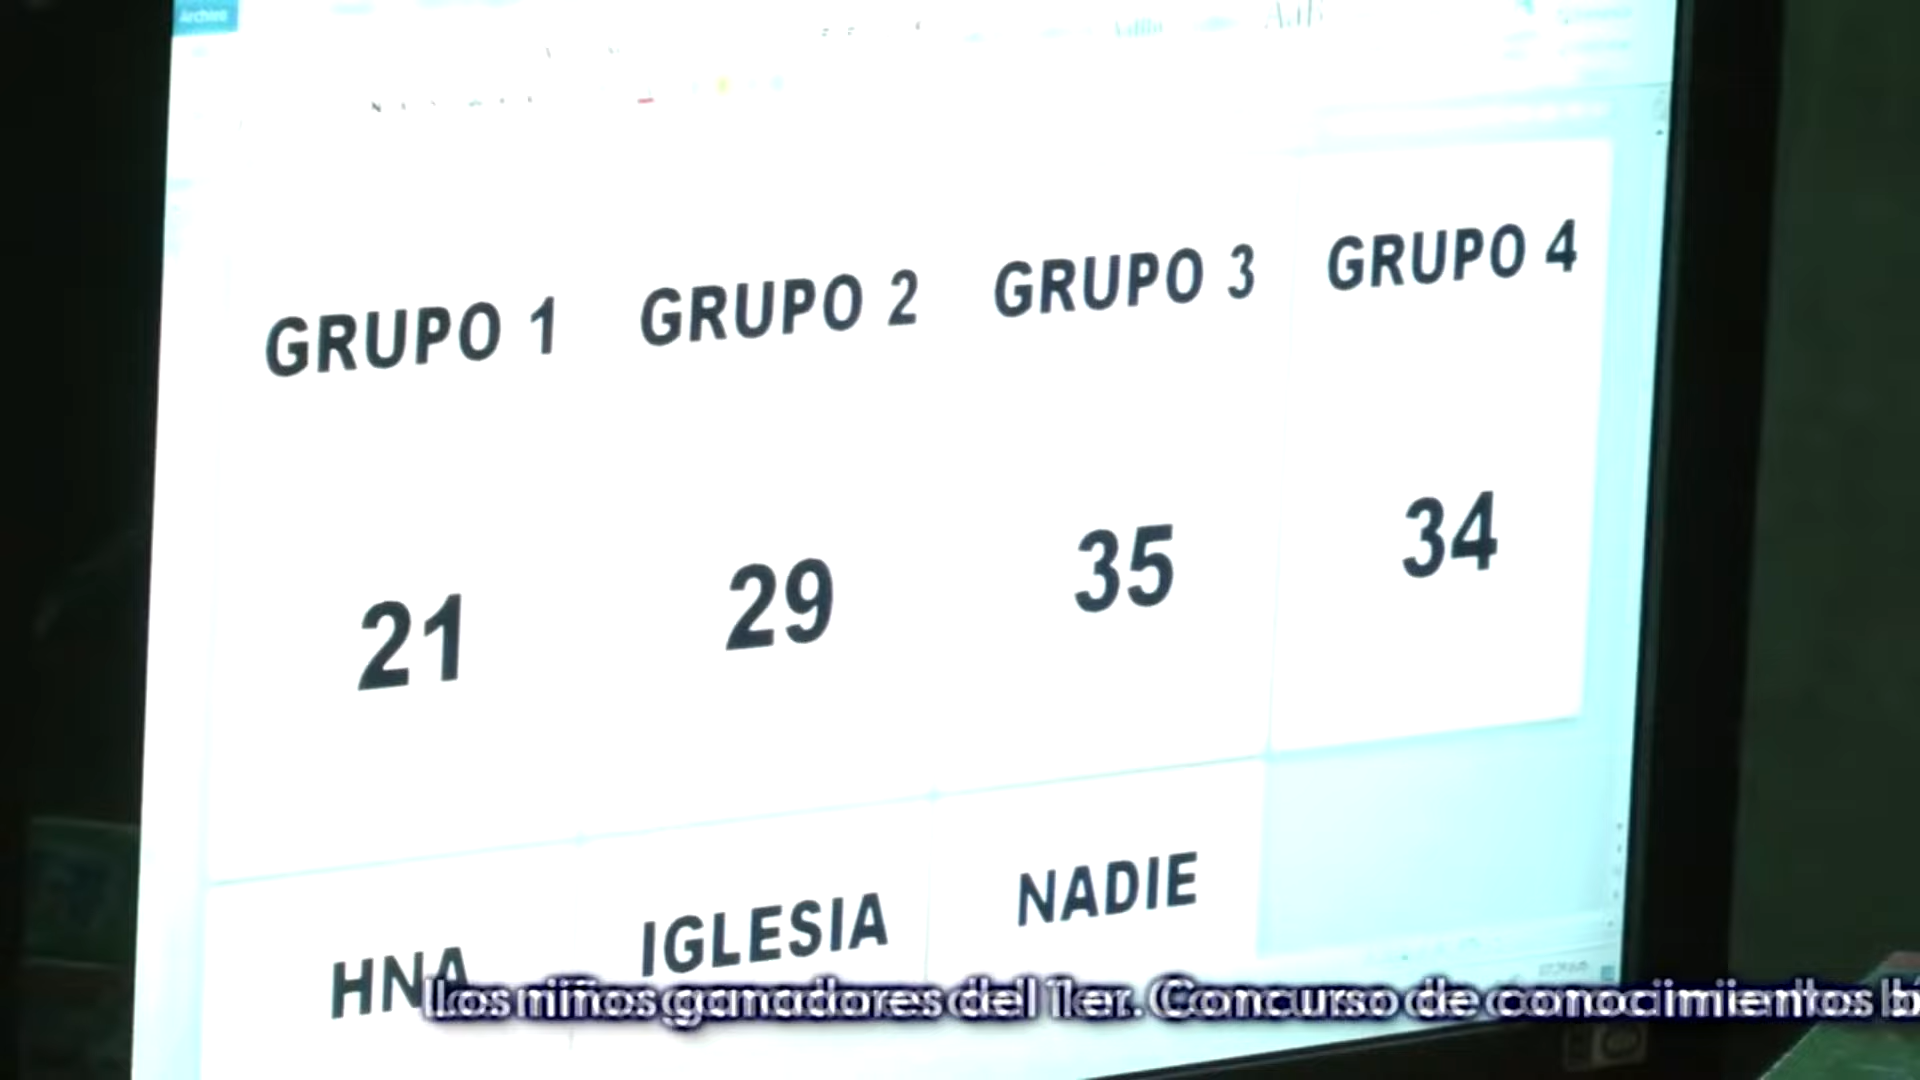 Archivo
GRUPO 1 GRUPO 2 GRUPO 3 GRUPO 4
21 29 35 34
HNA IGLESIA NADIE
Los niños ganadores del 1er. Concurso de conocimientos